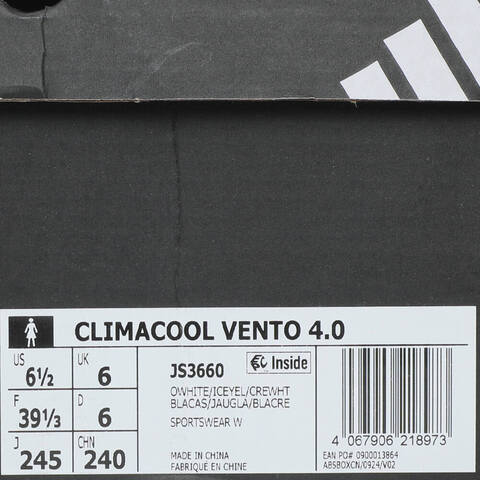 CLIMACOOL VENTO 4.0
US UK
6½ 6
F D
39⅓ 6
J CHN
245 240
JS3660 €C Inside
OWHITE/ICEYEL/CREWHT
BLACAS/JAUGLA/BLACRE
SPORTSWEAR W
MADE IN CHINA
FABRIQUÉ EN CHINE
4 067906 218973
EAN PO# 0900013864
ABSBOXCN/0924/V02